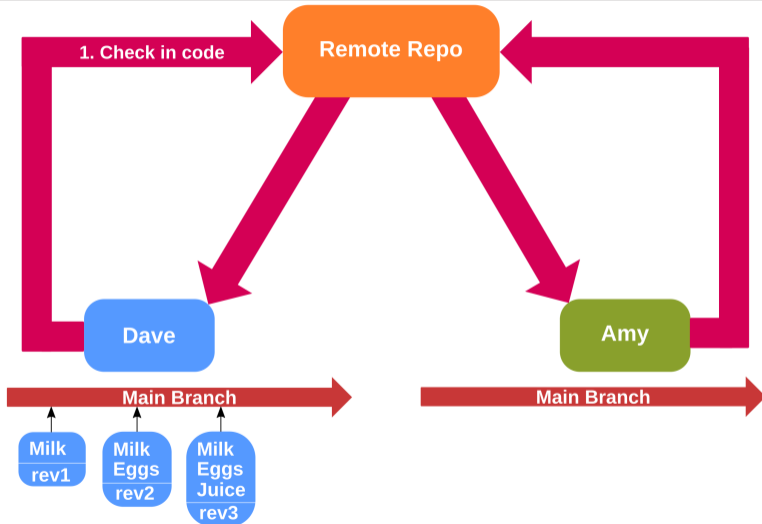 1. Check in code
Remote Repo
Dave
Amy
Main Branch
Main Branch
Milk
rev1
Milk
Eggs
rev2
Milk
Eggs
Juice
rev3